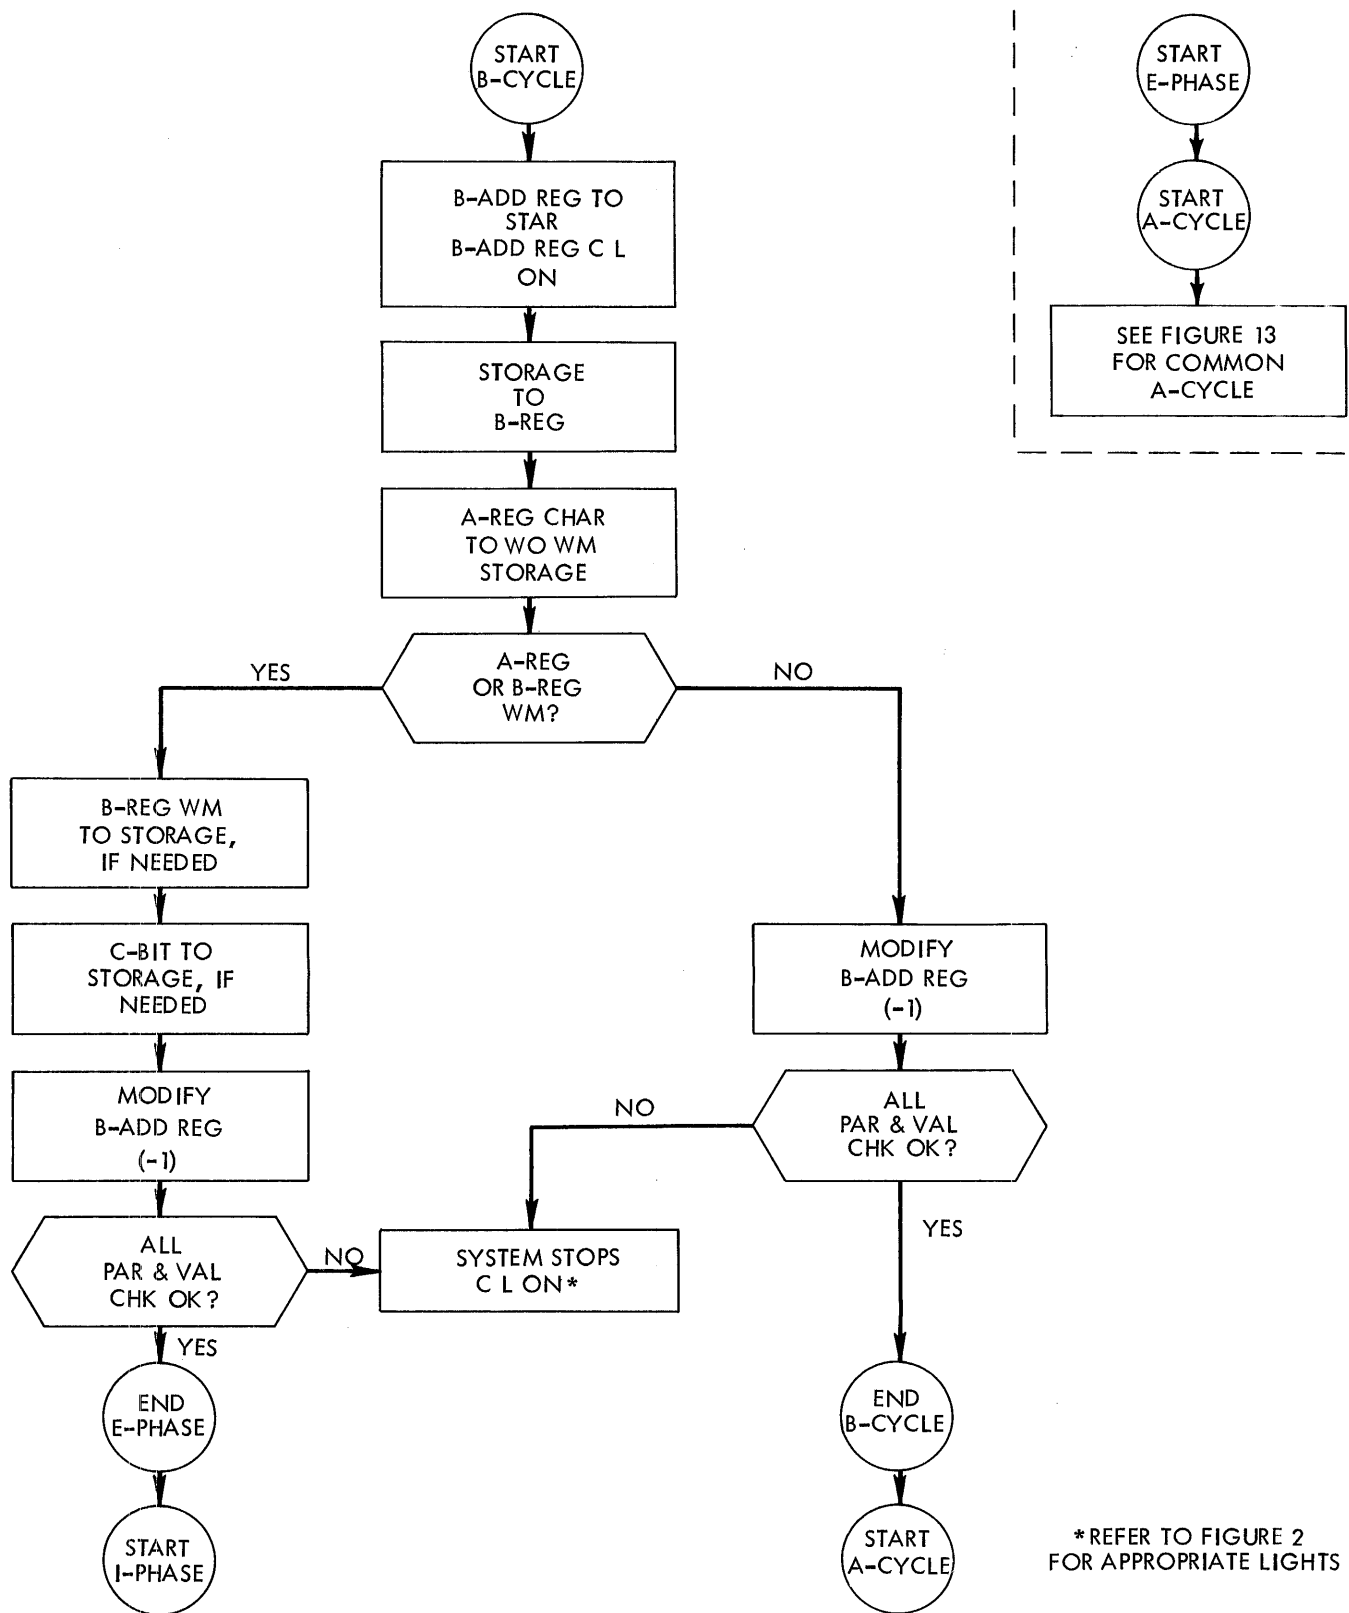 START
B-CYCLE
B-ADD REG TO
STAR
B-ADD REG C L
ON
STORAGE
TO
B-REG
A-REG CHAR
TO WO WM
STORAGE
A-REG
OR B-REG
WM?
YES
NO
B-REG WM
TO STORAGE,
IF NEEDED
C-BIT TO
STORAGE, IF
NEEDED
MODIFY
B-ADD REG
(-1)
ALL
PAR & VAL
CHK OK?
NO
YES
END
E-PHASE
START
I-PHASE
SYSTEM STOPS
C L ON*
MODIFY
B-ADD REG
(-1)
ALL
PAR & VAL
CHK OK?
NO
YES
END
B-CYCLE
START
A-CYCLE
START
E-PHASE
START
A-CYCLE
SEE FIGURE 13
FOR COMMON
A-CYCLE
*REFER TO FIGURE 2
FOR APPROPRIATE LIGHTS